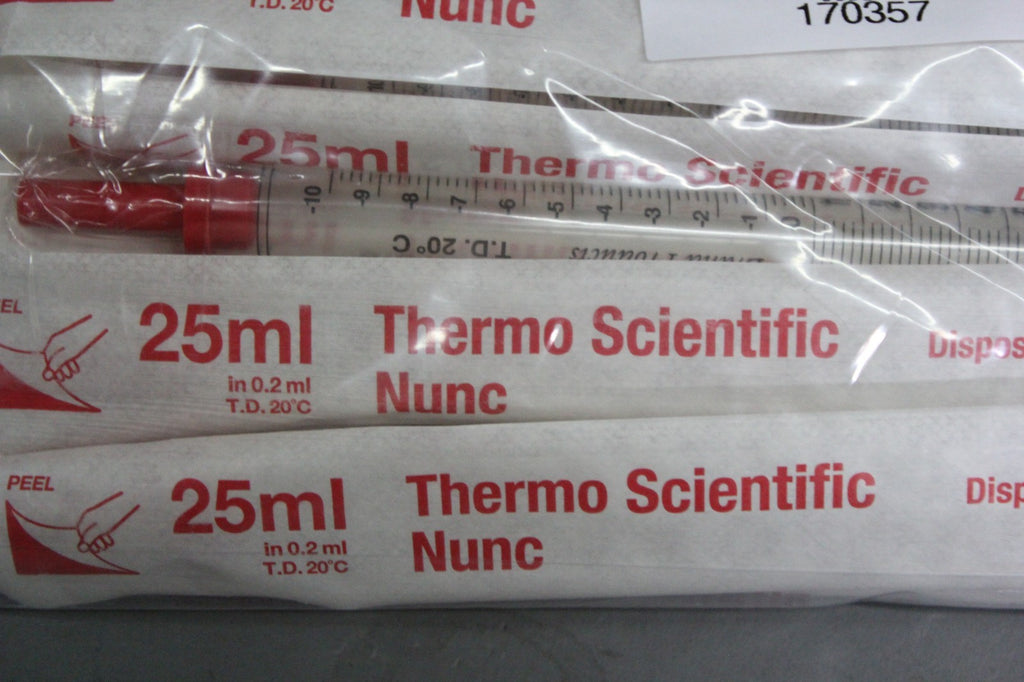 T.D. 20°C
Nunc
170357
25ml
Thermo Scientific
-10 -9 -8 -7 -6 -5 -4 -3 -2 -1 0
T.D. 20°C
Products
25ml
Thermo Scientific
Dispos
in 0.2 ml
Nunc
T.D. 20°C
PEEL
25ml
Thermo Scientific
Disp
in 0.2 ml
Nunc
T.D. 20°C